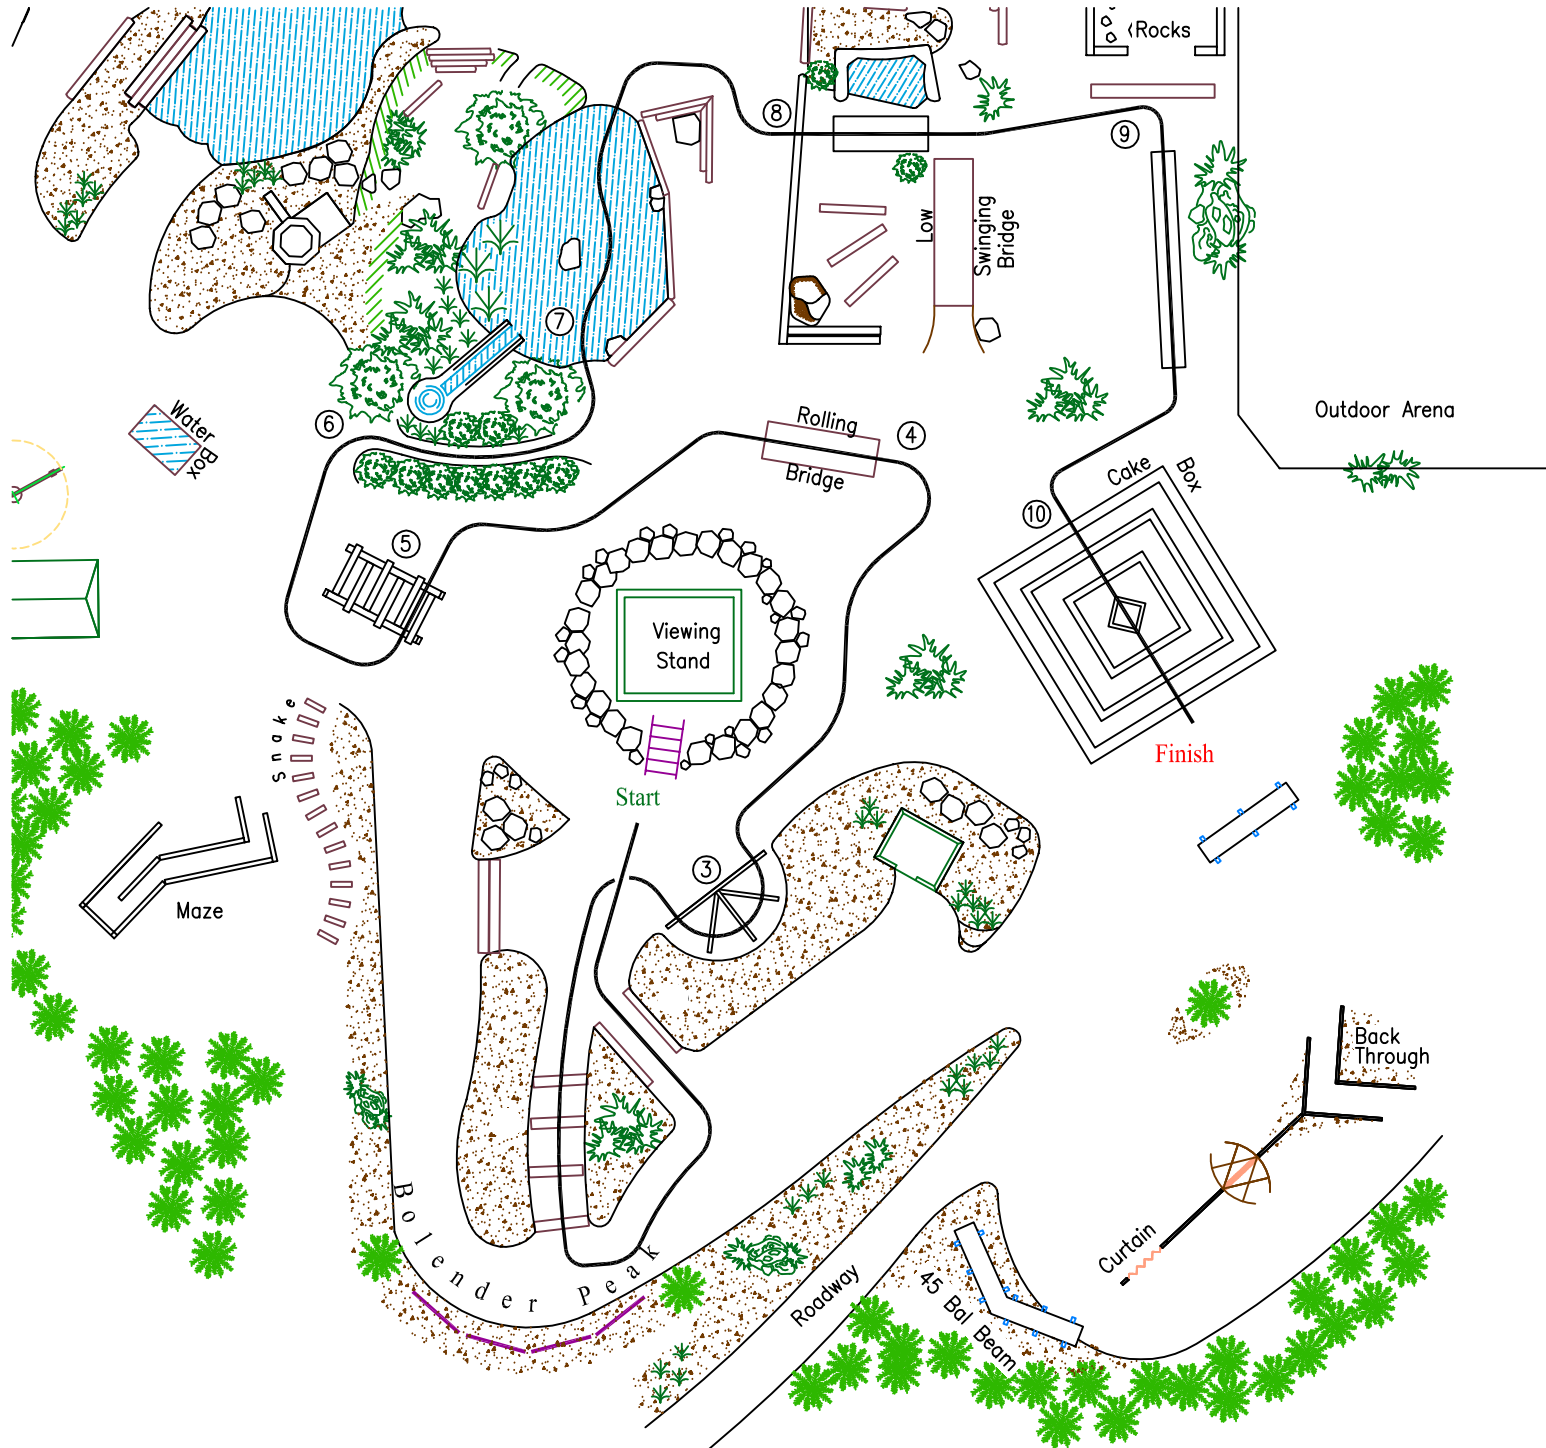 Rocks
8
9
Low
Swinging
Bridge
7
Water
Box
6
Rolling
Bridge
4
Outdoor Arena
Cake
Box
10
5
Viewing
Stand
Snake
Finish
Start
3
Maze
Back
Through
Bolender Peak
Curtain
Roadway
45 Bal Beam